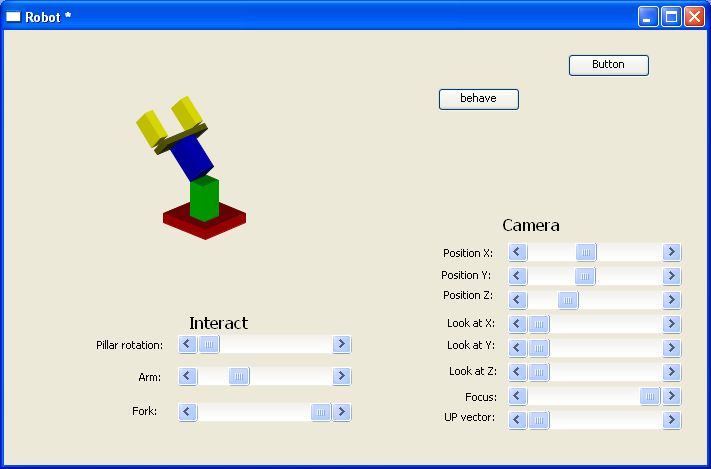 Robot *
Button
behave
Camera
Position X:
Position Y:
Position Z:
Look at X:
Look at Y:
Look at Z:
Focus:
UP vector:
Interact
Pillar rotation:
Arm:
Fork: